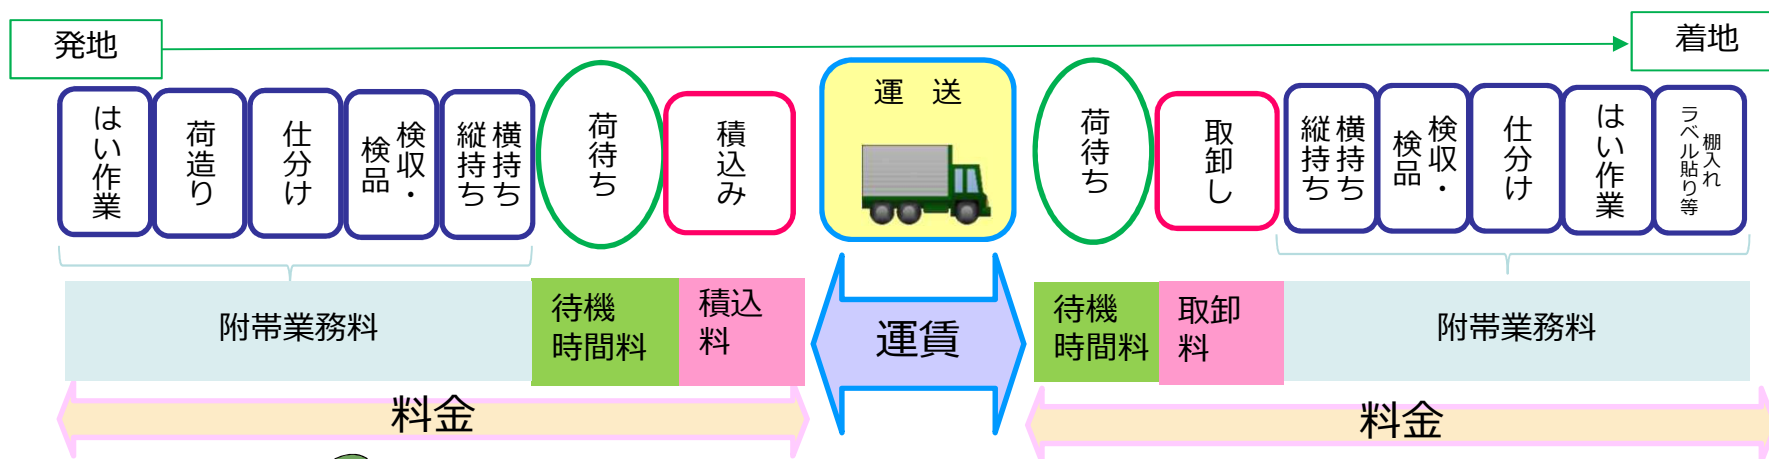 発地
着地
はい作業
荷造り
仕分け
検収・
検品
横持ち
縦持ち
荷待ち
積込み
運 送
荷待ち
取卸し
横持ち
縦持ち
検収・
検品
仕分け
はい作業
棚入れ
ラベル貼り等
附帯業務料
待機
時間料
積込
料
運賃
待機
時間料
取卸
料
附帯業務料
料金
料金